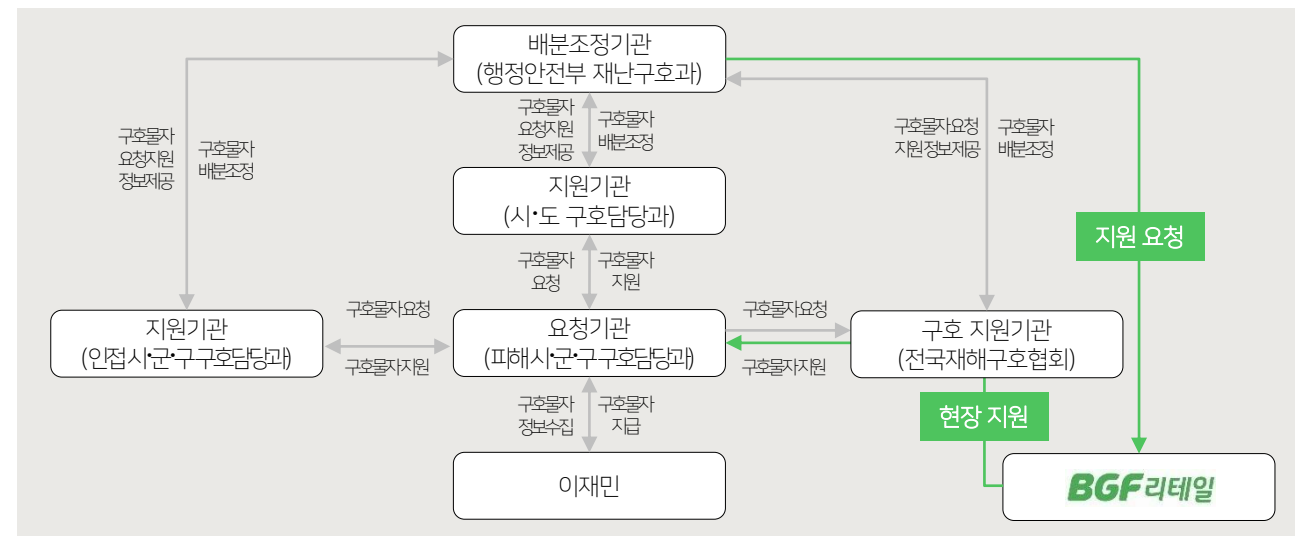 배분조정기관
(행정안전부 재난구호과)
구호물자
요청지원
정보제공
구호물자
배분조정
구호물자
요청지원
정보제공
구호물자
배분조정
구호물자요청
지원정보제공
구호물자
배분조정
지원기관
(시•도 구호담당과)
지원 요청
구호물자
요청
구호물자
지원
지원기관
(인접시•군•구구호담당과)
구호물자요청
구호물자지원
요청기관
(피해시•군•구구호담당과)
구호물자요청
구호물자지원
구호 지원기관
(전국재해구호협회)
구호물자
정보수집
구호물자
지급
현장 지원
이재민
BGF리테일